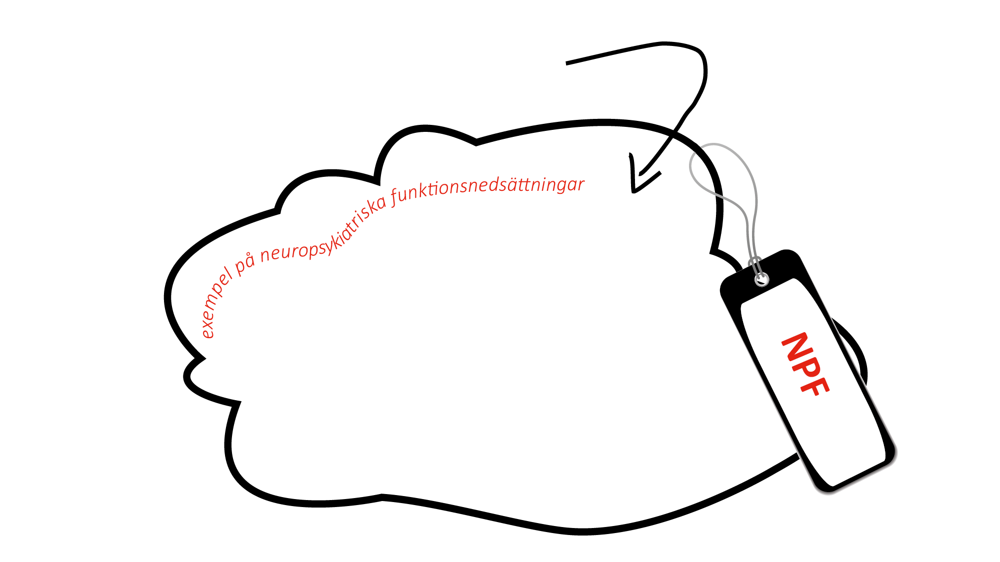 exempel på neuropsykiatriska funktionsnedsättningar
NPF